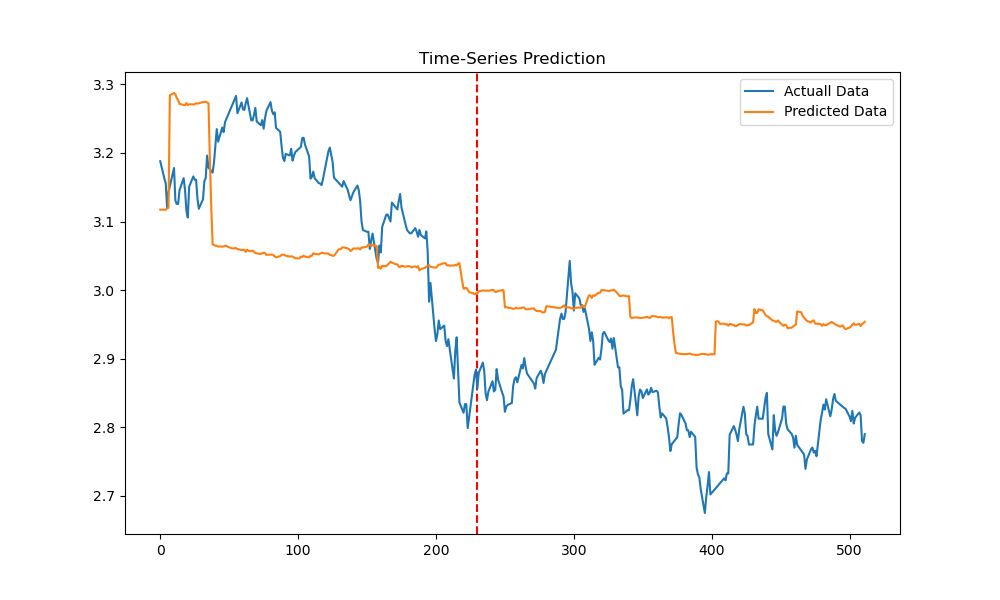 Time-Series Prediction
Actuall Data
Predicted Data
3.3
3.2
3.1
3.0
2.9
2.8
2.7
0 100 200 300 400 500